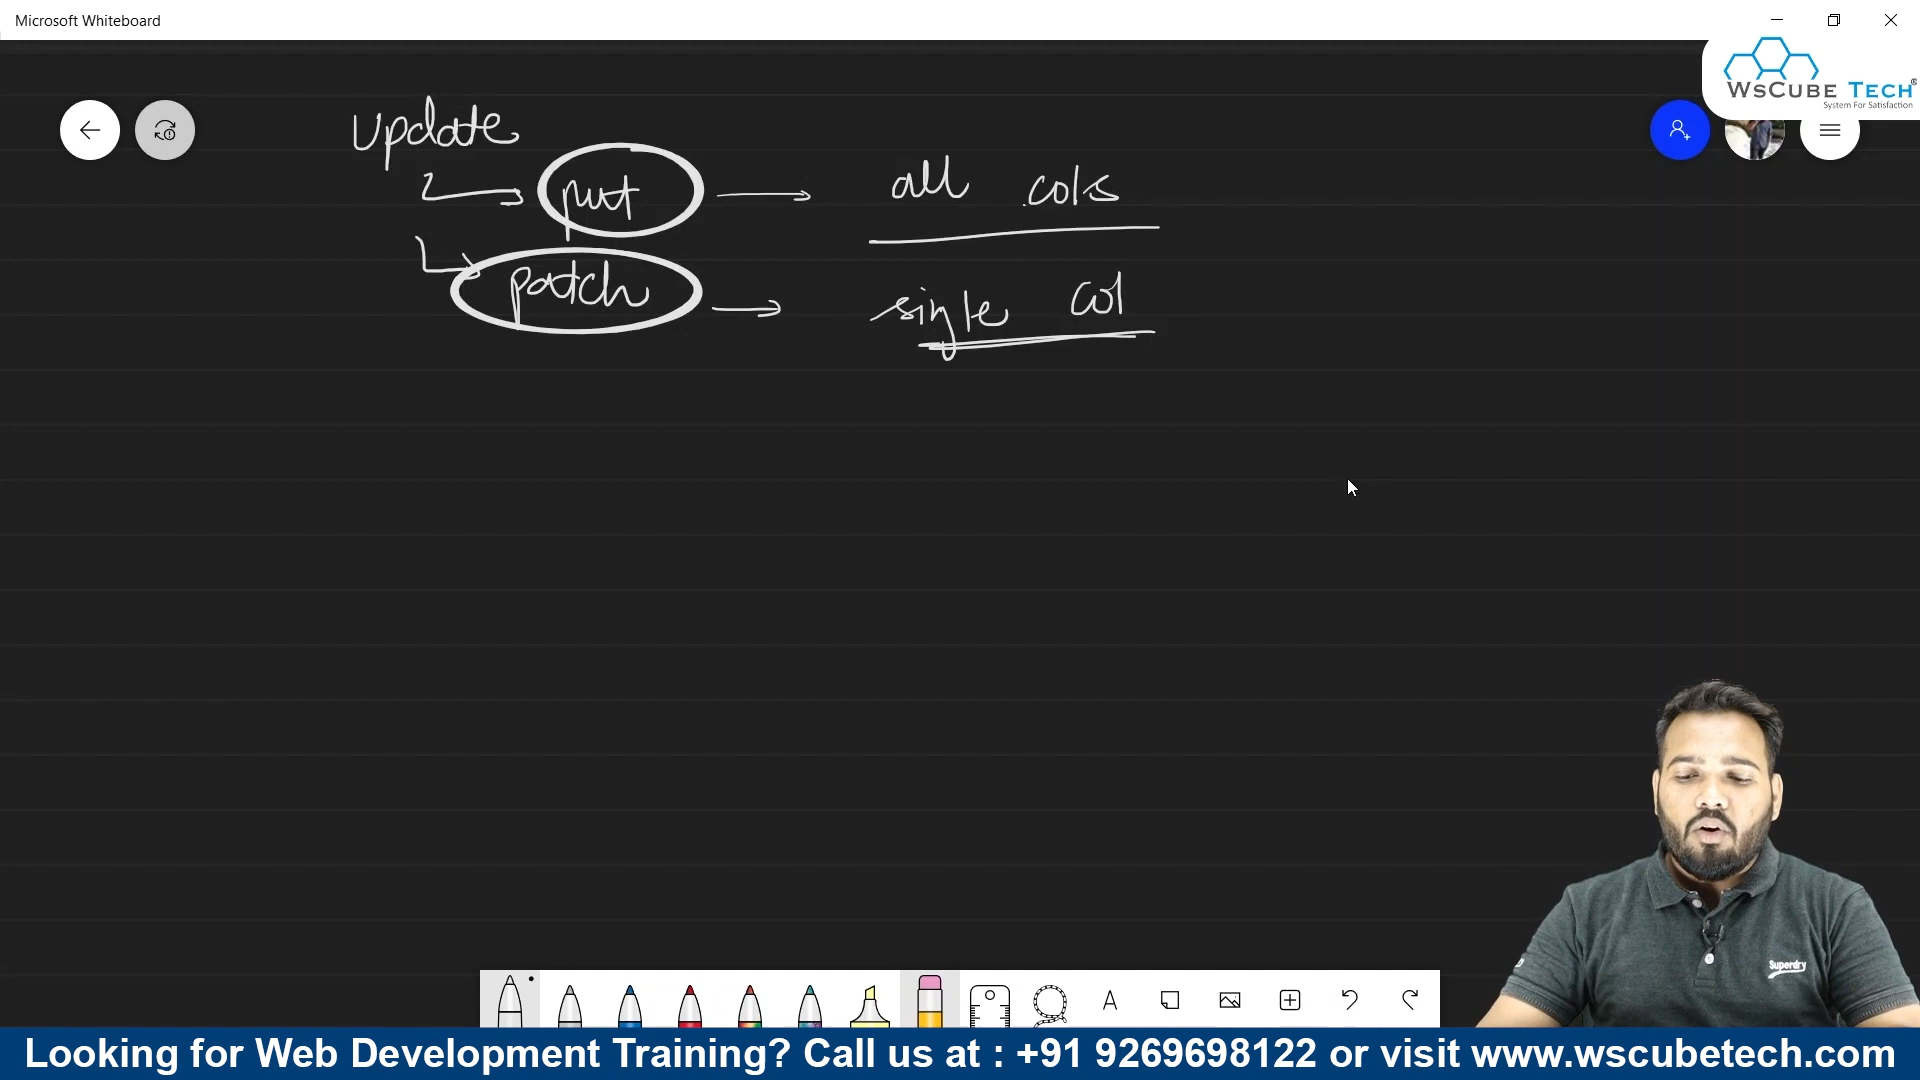 Microsoft Whiteboard
WsCube Tech®
System For Satisfaction
Update
put → all cols
patch → single col
Superdry
Looking for Web Development Training? Call us at : +91 9269698122 or visit www.wscubetech.com